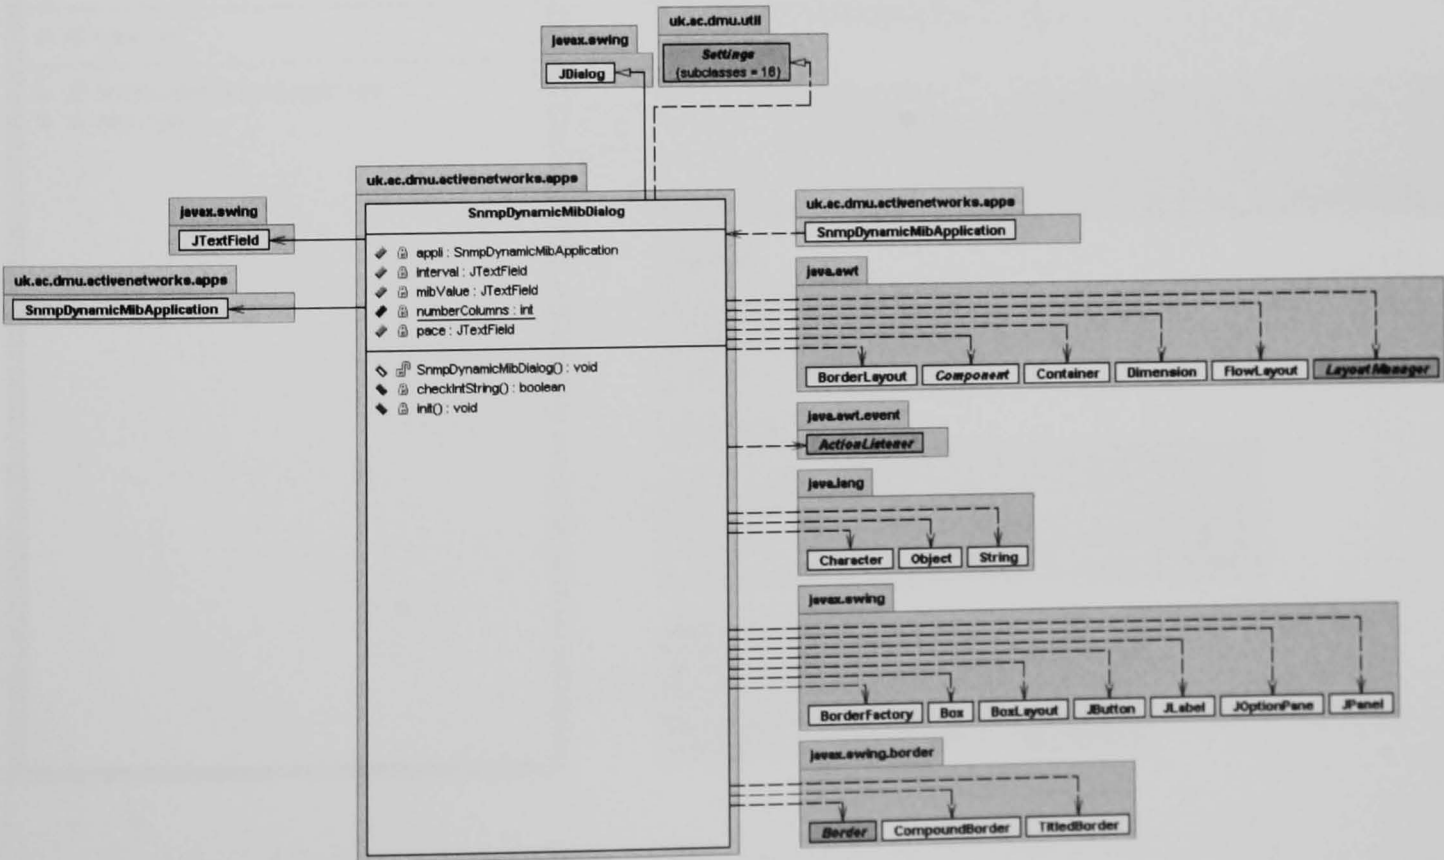 uk.ac.dmu.util
javax.swing
Settings
(subclasses = 18)
JDialog
uk.ac.dmu.activenetworks.apps
SnmpDynamicMibDialog
appli : SnmpDynamicMibApplication
interval : JTextField
mibValue : JTextField
numberColumns : int
pace : JTextField
SnmpDynamicMibDialog() : void
checkIntString() : boolean
init() : void
javax.swing
JTextField
uk.ac.dmu.activenetworks.apps
SnmpDynamicMibApplication
uk.ac.dmu.activenetworks.apps
SnmpDynamicMibApplication
java.awt
BorderLayout Component Container Dimension FlowLayout LayoutManager
java.awt.event
ActionListener
java.lang
Character Object String
javax.swing
BorderFactory Box BoxLayout JButton JLabel JOptionPane JPanel
javax.swing.border
Border CompoundBorder TitledBorder